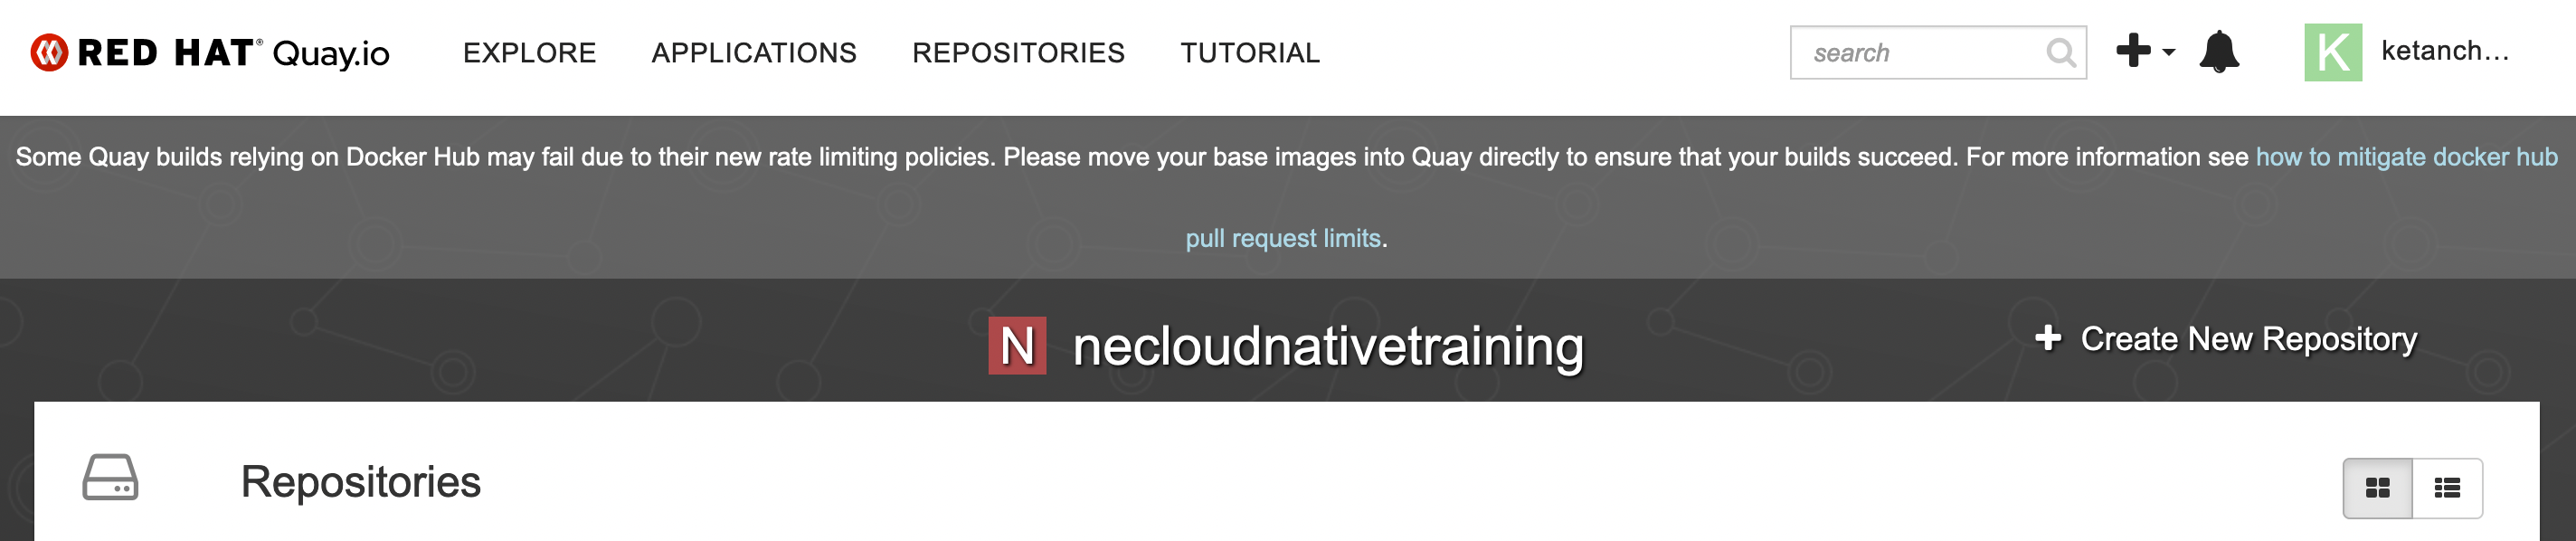 RED HAT® Quay.io EXPLORE APPLICATIONS REPOSITORIES TUTORIAL search K ketanch...
Some Quay builds relying on Docker Hub may fail due to their new rate limiting policies. Please move your base images into Quay directly to ensure that your builds succeed. For more information see how to mitigate docker hub
pull request limits.
N necloudnativetraining + Create New Repository
Repositories